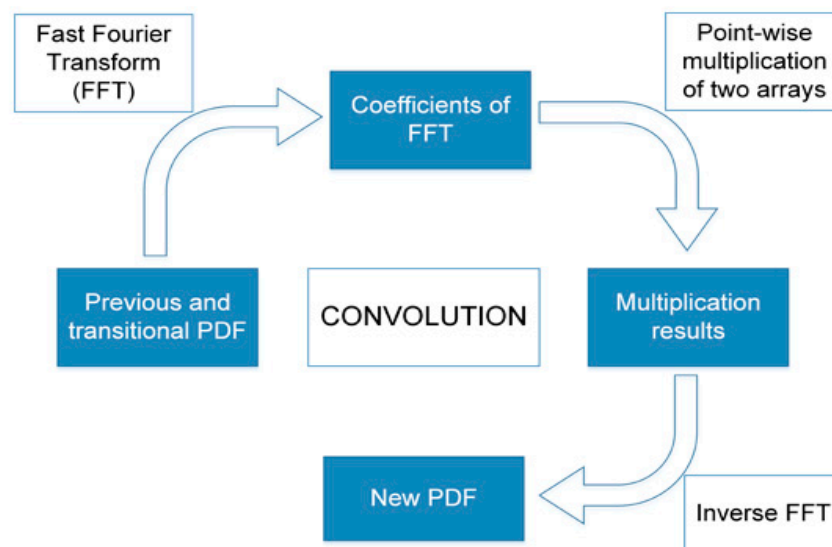 Fast Fourier
Transform
(FFT)
Coefficients of
FFT
Point-wise
multiplication
of two arrays
Previous and
transitional PDF
CONVOLUTION
Multiplication
results
New PDF
Inverse FFT